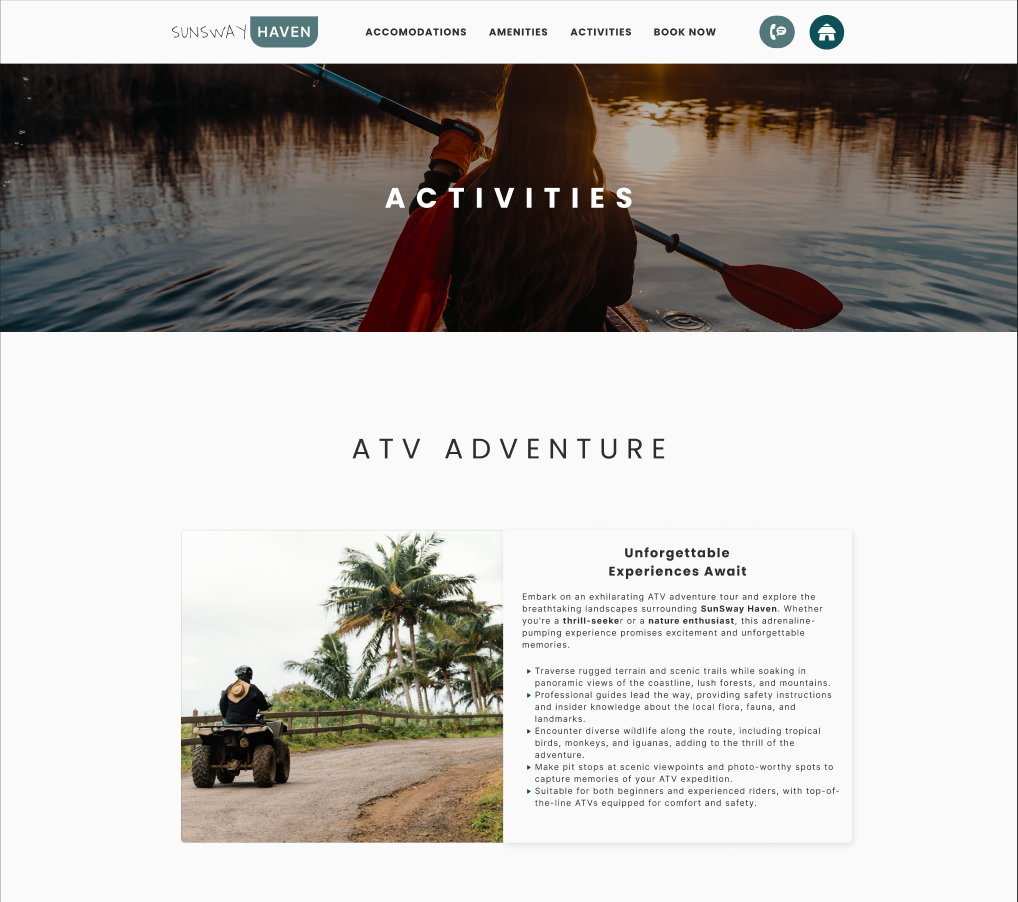 SUNSWAY HAVEN
ACCOMODATIONS AMENITIES ACTIVITIES BOOK NOW
ACTIVITIES
ATV ADVENTURE
Unforgettable
Experiences Await
Embark on an exhilarating ATV adventure tour and explore the
breathtaking landscapes surrounding SunSway Haven. Whether
you're a thrill-seeker or a nature enthusiast, this adrenaline-
pumping experience promises excitement and unforgettable
memories.
Traverse rugged terrain and scenic trails while soaking in
panoramic views of the coastline, lush forests, and mountains.
Professional guides lead the way, providing safety instructions
and insider knowledge about the local flora, fauna, and
landmarks.
Encounter diverse wildlife along the route, including tropical
birds, monkeys, and iguanas, adding to the thrill of the
adventure.
Make pit stops at scenic viewpoints and photo-worthy spots to
capture memories of your ATV expedition.
Suitable for both beginners and experienced riders, with top-of-
the-line ATVs equipped for comfort and safety.